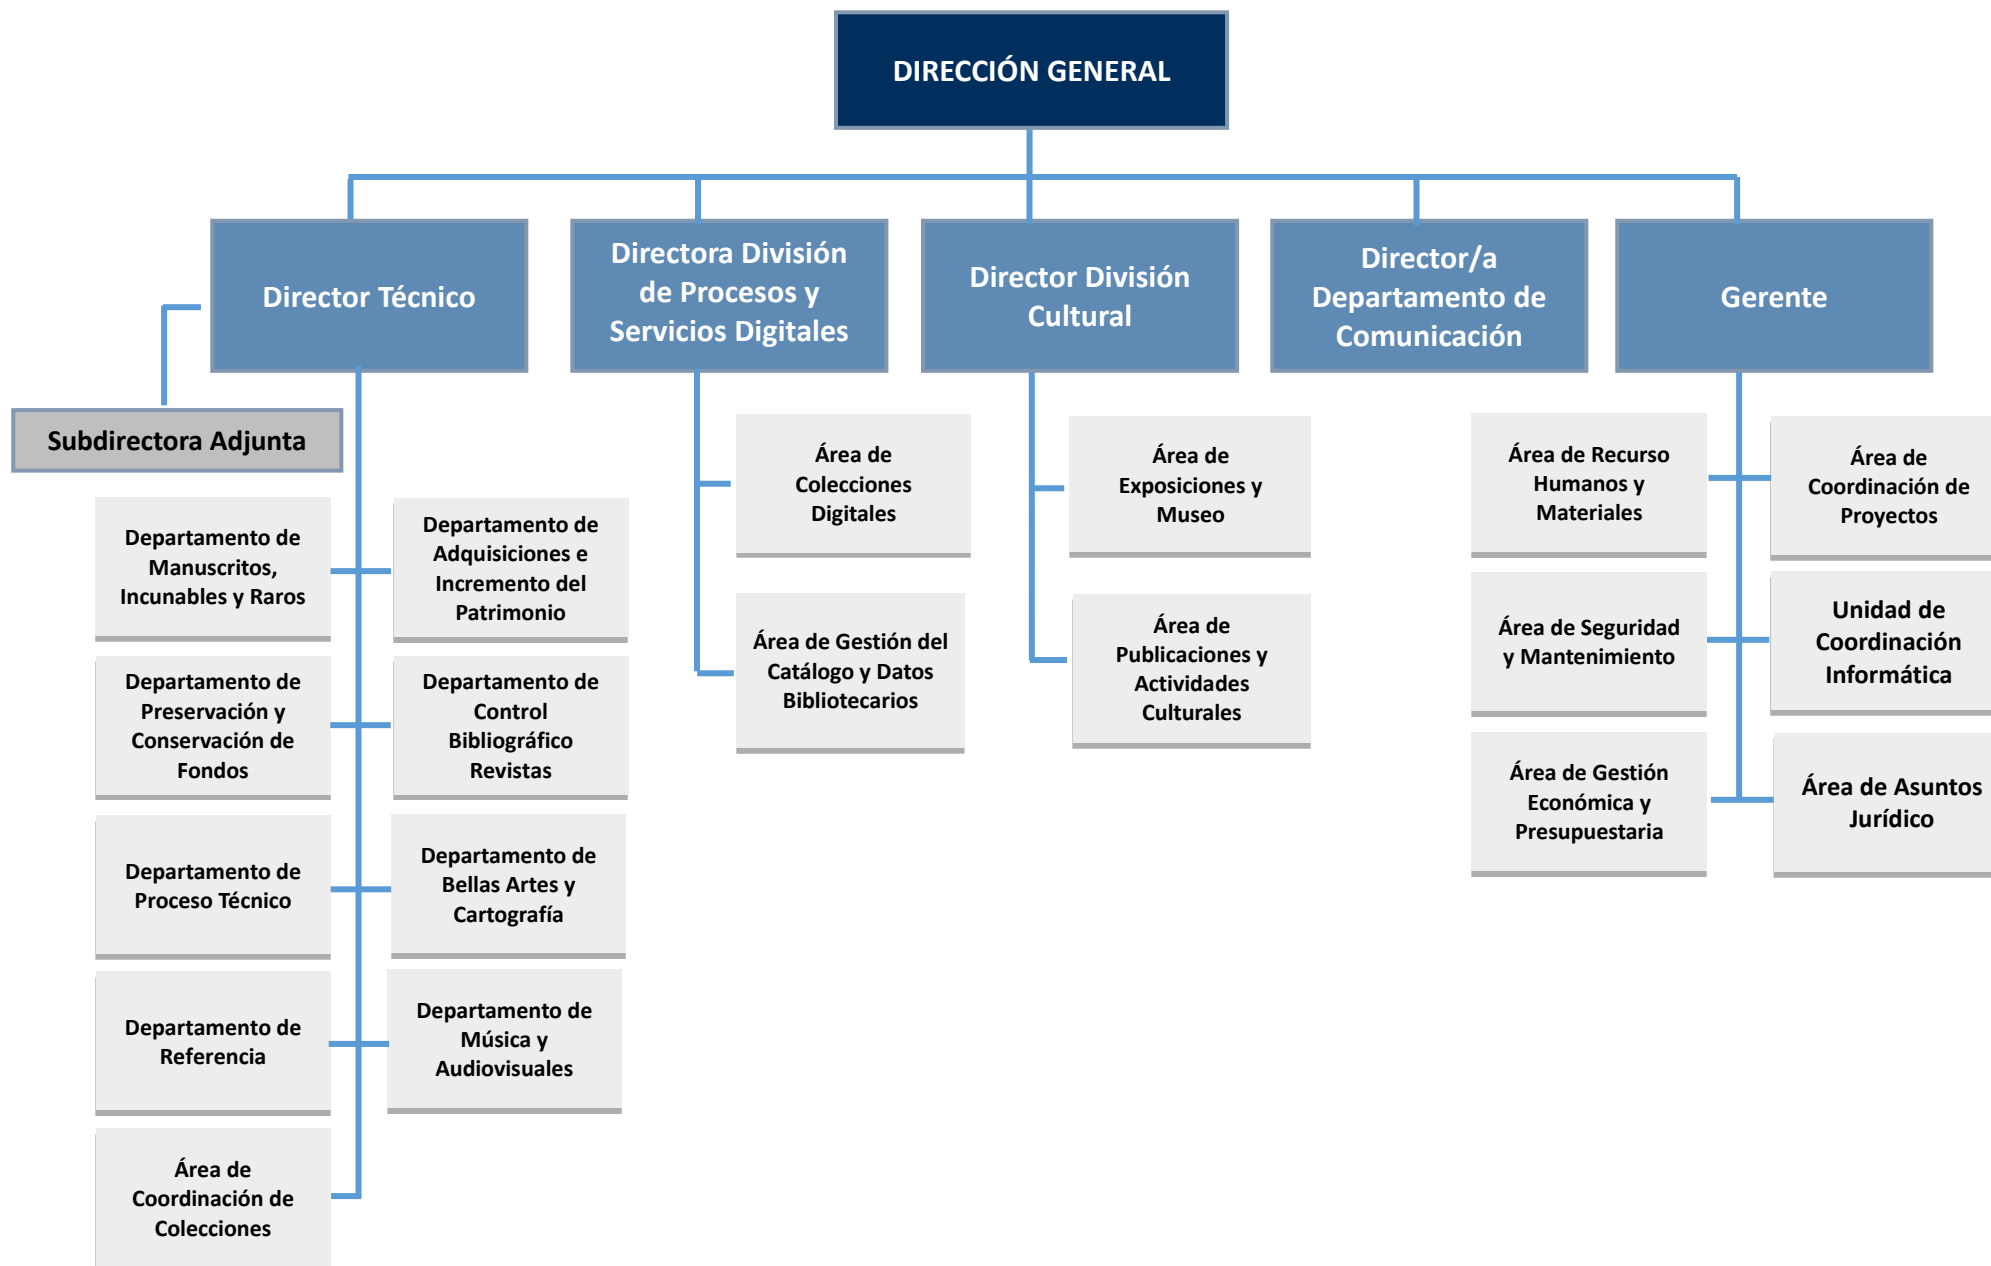 DIRECCIÓN GENERAL
Director Técnico
Directora División
de Procesos y
Servicios Digitales
Director División
Cultural
Director/a
Departamento de
Comunicación
Gerente
Subdirectora Adjunta
Departamento de
Manuscritos,
Incunables y Raros
Departamento de
Adquisiciones e
Incremento del
Patrimonio
Departamento de
Preservación y
Conservación de
Fondos
Departamento de
Control
Bibliográfico
Revistas
Departamento de
Proceso Técnico
Departamento de
Bellas Artes y
Cartografía
Departamento de
Referencia
Departamento de
Música y
Audiovisuales
Área de
Coordinación de
Colecciones
Área de
Colecciones
Digitales
Área de Gestión del
Catálogo y Datos
Bibliotecarios
Área de
Exposiciones y
Museo
Área de
Publicaciones y
Actividades
Culturales
Área de Recurso
Humanos y
Materiales
Área de
Coordinación de
Proyectos
Área de Seguridad
y Mantenimiento
Unidad de
Coordinación
Informática
Área de Gestión
Económica y
Presupuestaria
Área de Asuntos
Jurídico